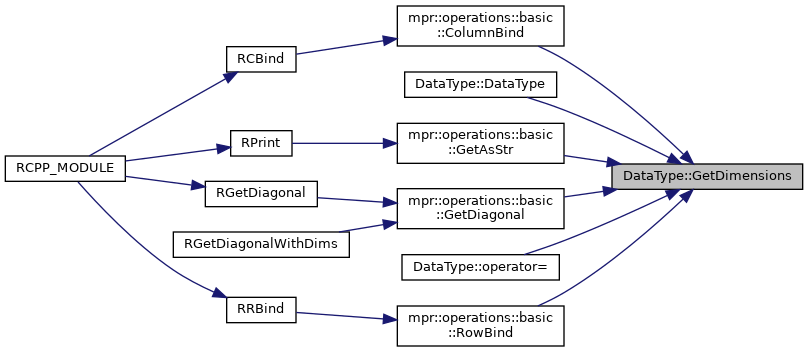 mpr::operations::basic
::ColumnBind
RCBind
DataType::DataType
mpr::operations::basic
::GetAsStr
RPrint
RCPP_MODULE
DataType::GetDimensions
RGetDiagonal
mpr::operations::basic
::GetDiagonal
RGetDiagonalWithDims
DataType::operator=
RRBind
mpr::operations::basic
::RowBind